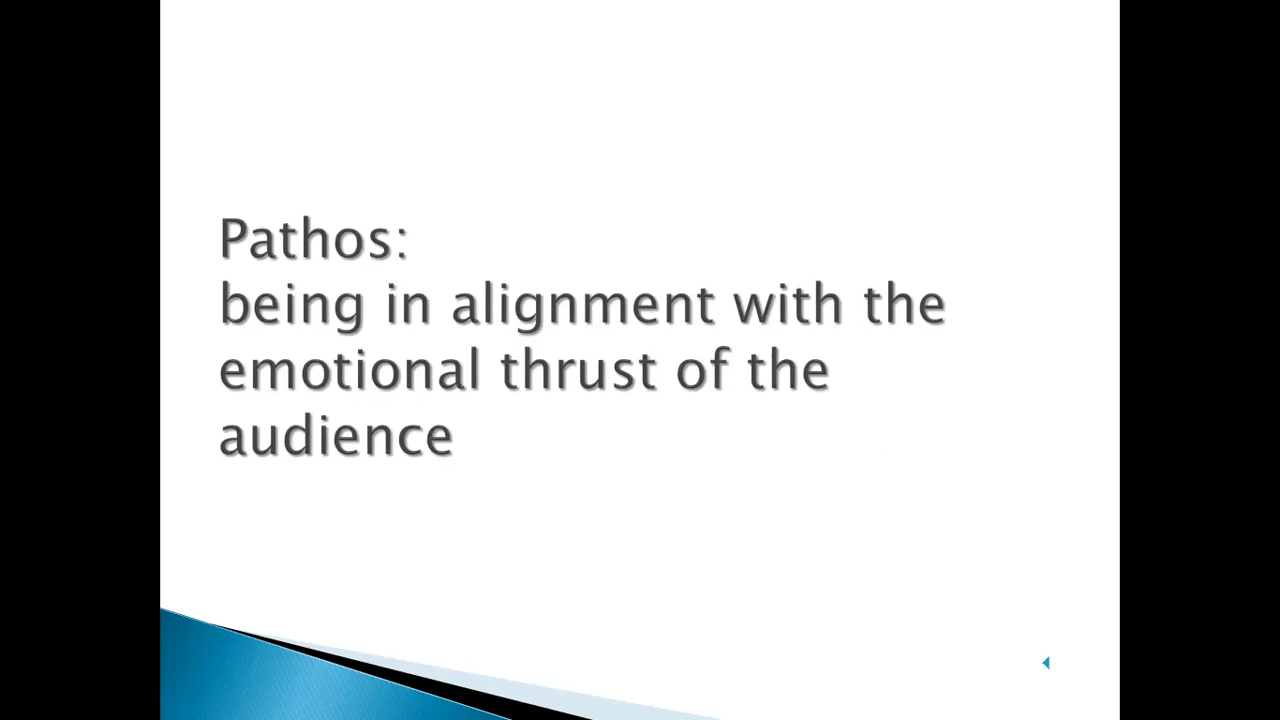 Pathos:
being in alignment with the
emotional thrust of the
audience